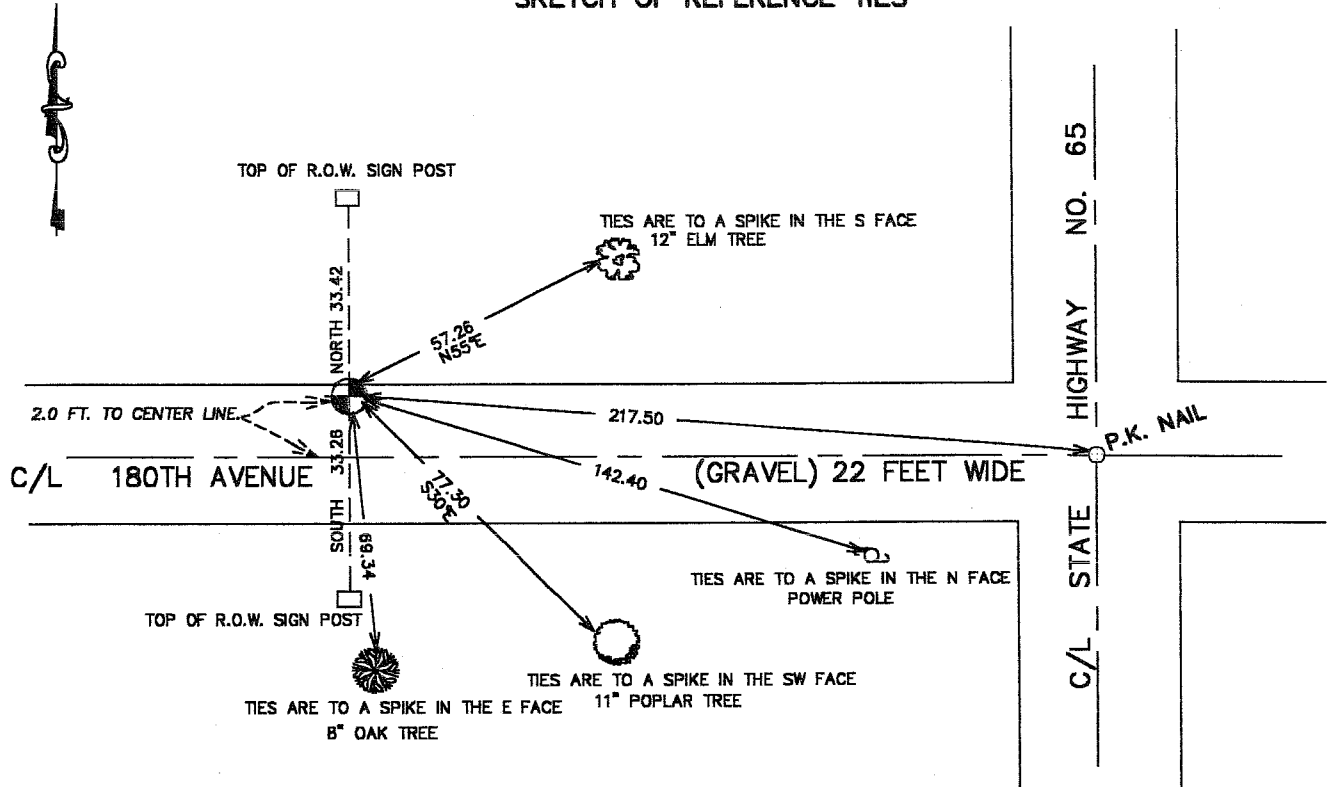 SKETCH OF REFERENCE TIES
TOP OF R.O.W. SIGN POST
TIES ARE TO A SPIKE IN THE S FACE
12" ELM TREE
NORTH 33.42
57.26
N55°E
HIGHWAY NO. 65
2.0 FT. TO CENTER LINE.
217.50
P.K. NAIL
C/L 180TH AVENUE
(GRAVEL) 22 FEET WIDE
SOUTH 33.26
77.30
S30°E
142.40
69.34
C/L STATE
TIES ARE TO A SPIKE IN THE N FACE
POWER POLE
TOP OF R.O.W. SIGN POST
TIES ARE TO A SPIKE IN THE SW FACE
11" POPLAR TREE
TIES ARE TO A SPIKE IN THE E FACE
8" OAK TREE